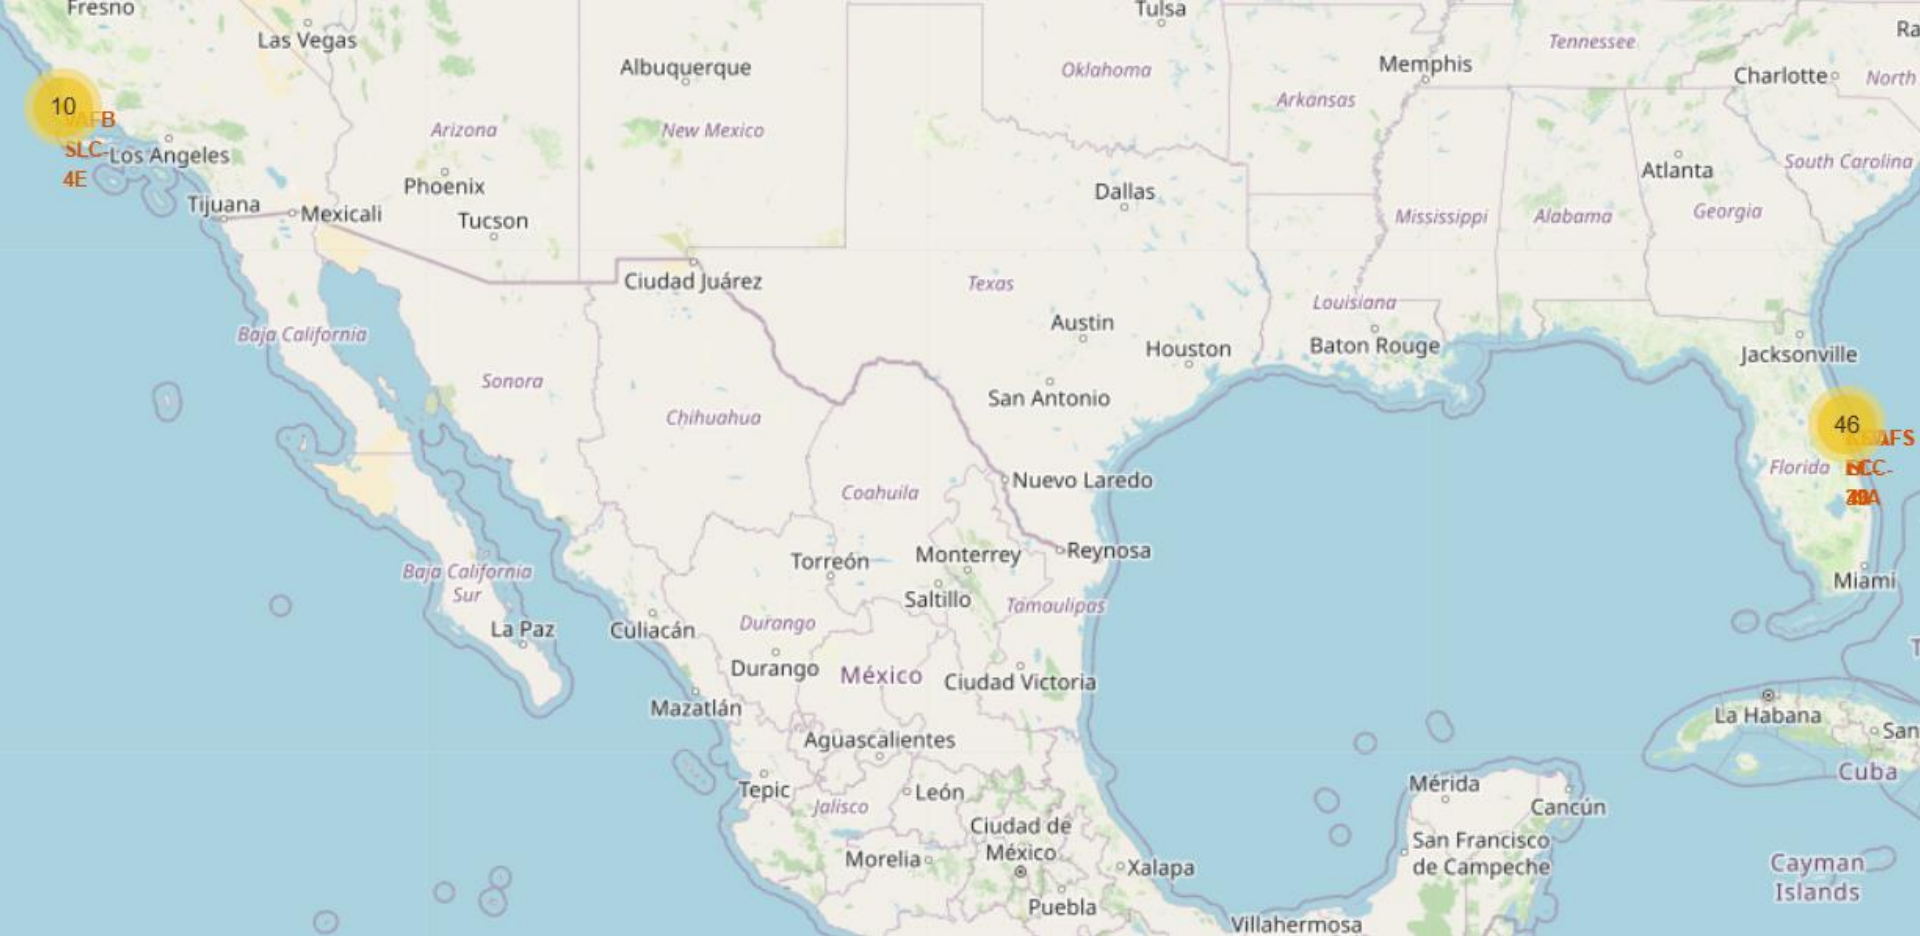 Fresno
Las Vegas
Albuquerque
Tulsa
Oklahoma
Memphis
Tennessee
Charlotte
North
Ra
10
AFB
SLC-
4E
Los Angeles
Arizona
New Mexico
Arkansas
Atlanta
South Carolina
Phoenix
Tijuana
Mexicali
Tucson
Dallas
Mississippi
Alabama
Georgia
Ciudad Juárez
Texas
Louisiana
Austin
Houston
Baton Rouge
Jacksonville
Baja California
Sonora
Chihuahua
San Antonio
46
AFS
Florida
Coahuila
Nuevo Laredo
Torreón
Monterrey
Reynosa
Baja California
Sur
Saltillo
Tamaulipas
Miami
La Paz
Culiacán
Durango
Durango
México
Ciudad Victoria
Mazatlán
La Habana
San
Aguascalientes
Cuba
Tepic
Jalisco
León
Mérida
Cancún
Ciudad de
México
Morelia
Xalapa
San Francisco
de Campeche
Cayman
Islands
Puebla
Villahermosa